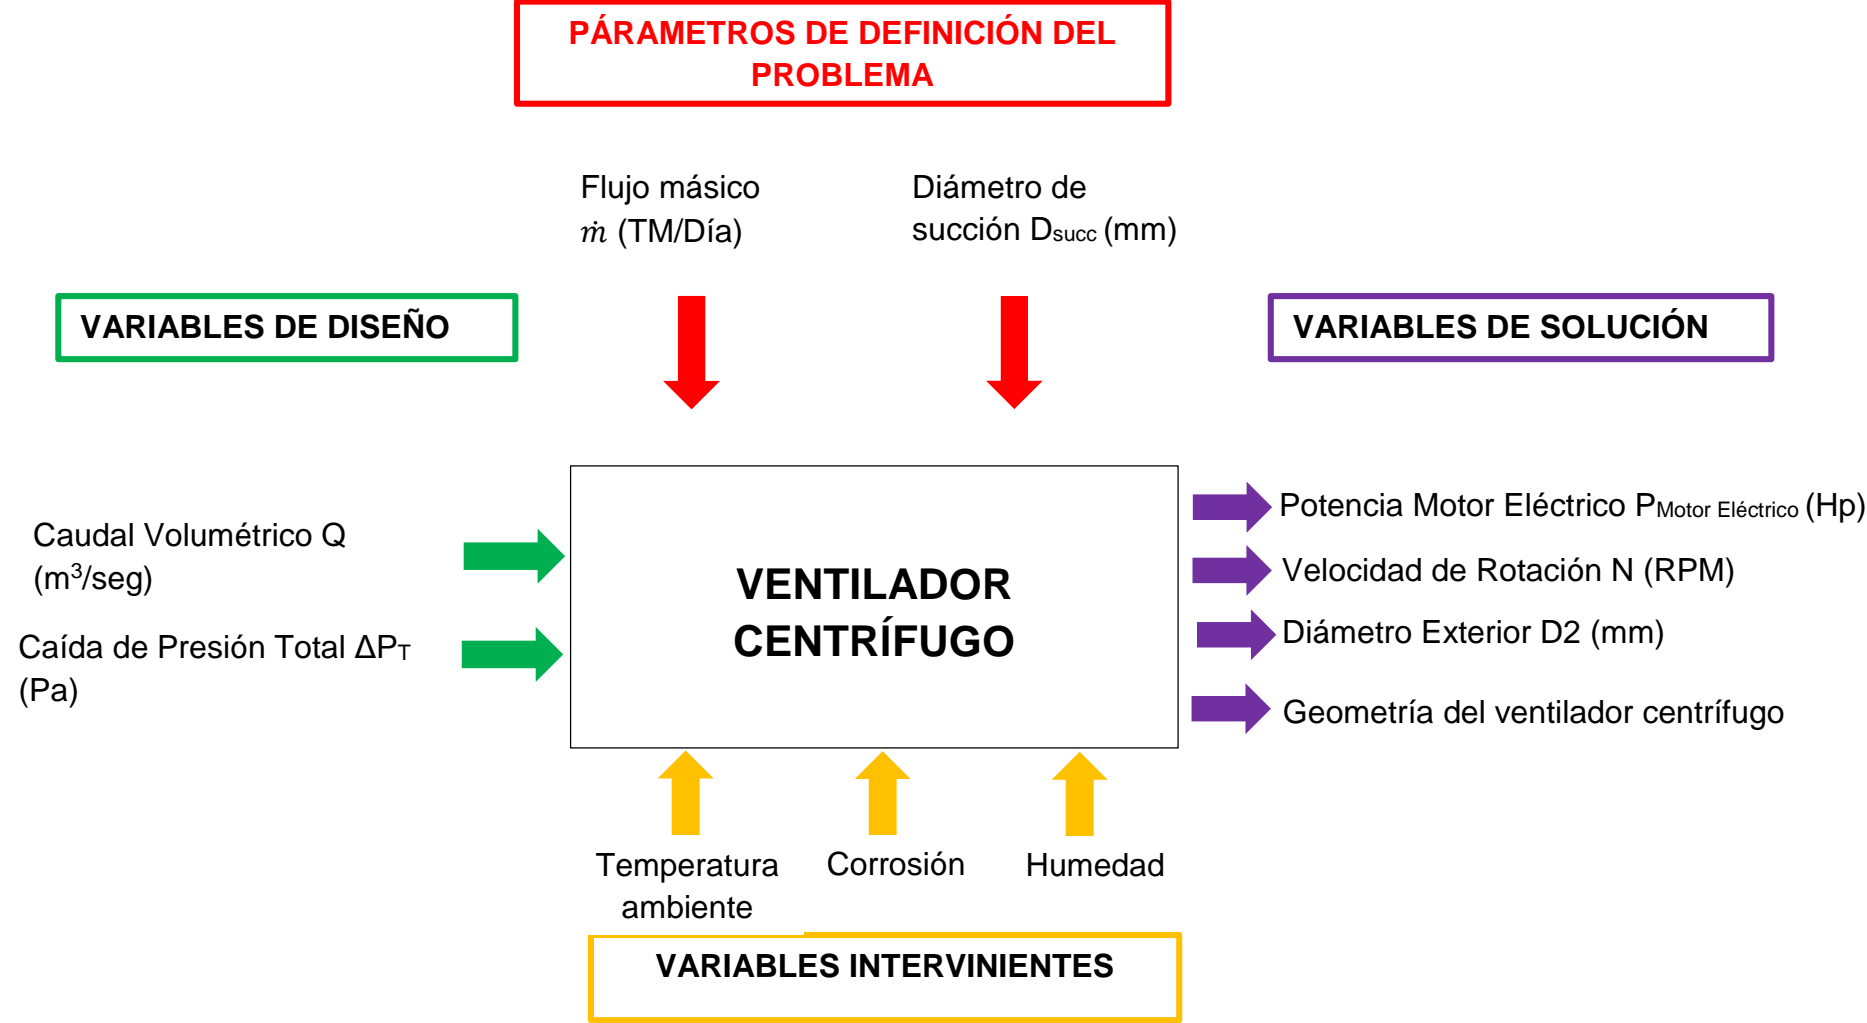 PÁRAMETROS DE DEFINICIÓN DEL
PROBLEMA
Flujo másico
ṁ (TM/Día)
Diámetro de
succión Dsucc (mm)
VARIABLES DE DISEÑO
VARIABLES DE SOLUCIÓN
Caudal Volumétrico Q
(m³/seg)
Caída de Presión Total ΔPT
(Pa)
VENTILADOR
CENTRÍFUGO
Potencia Motor Eléctrico PMotor Eléctrico (Hp)
Velocidad de Rotación N (RPM)
Diámetro Exterior D2 (mm)
Geometría del ventilador centrífugo
Temperatura
ambiente
Corrosión
Humedad
VARIABLES INTERVINIENTES